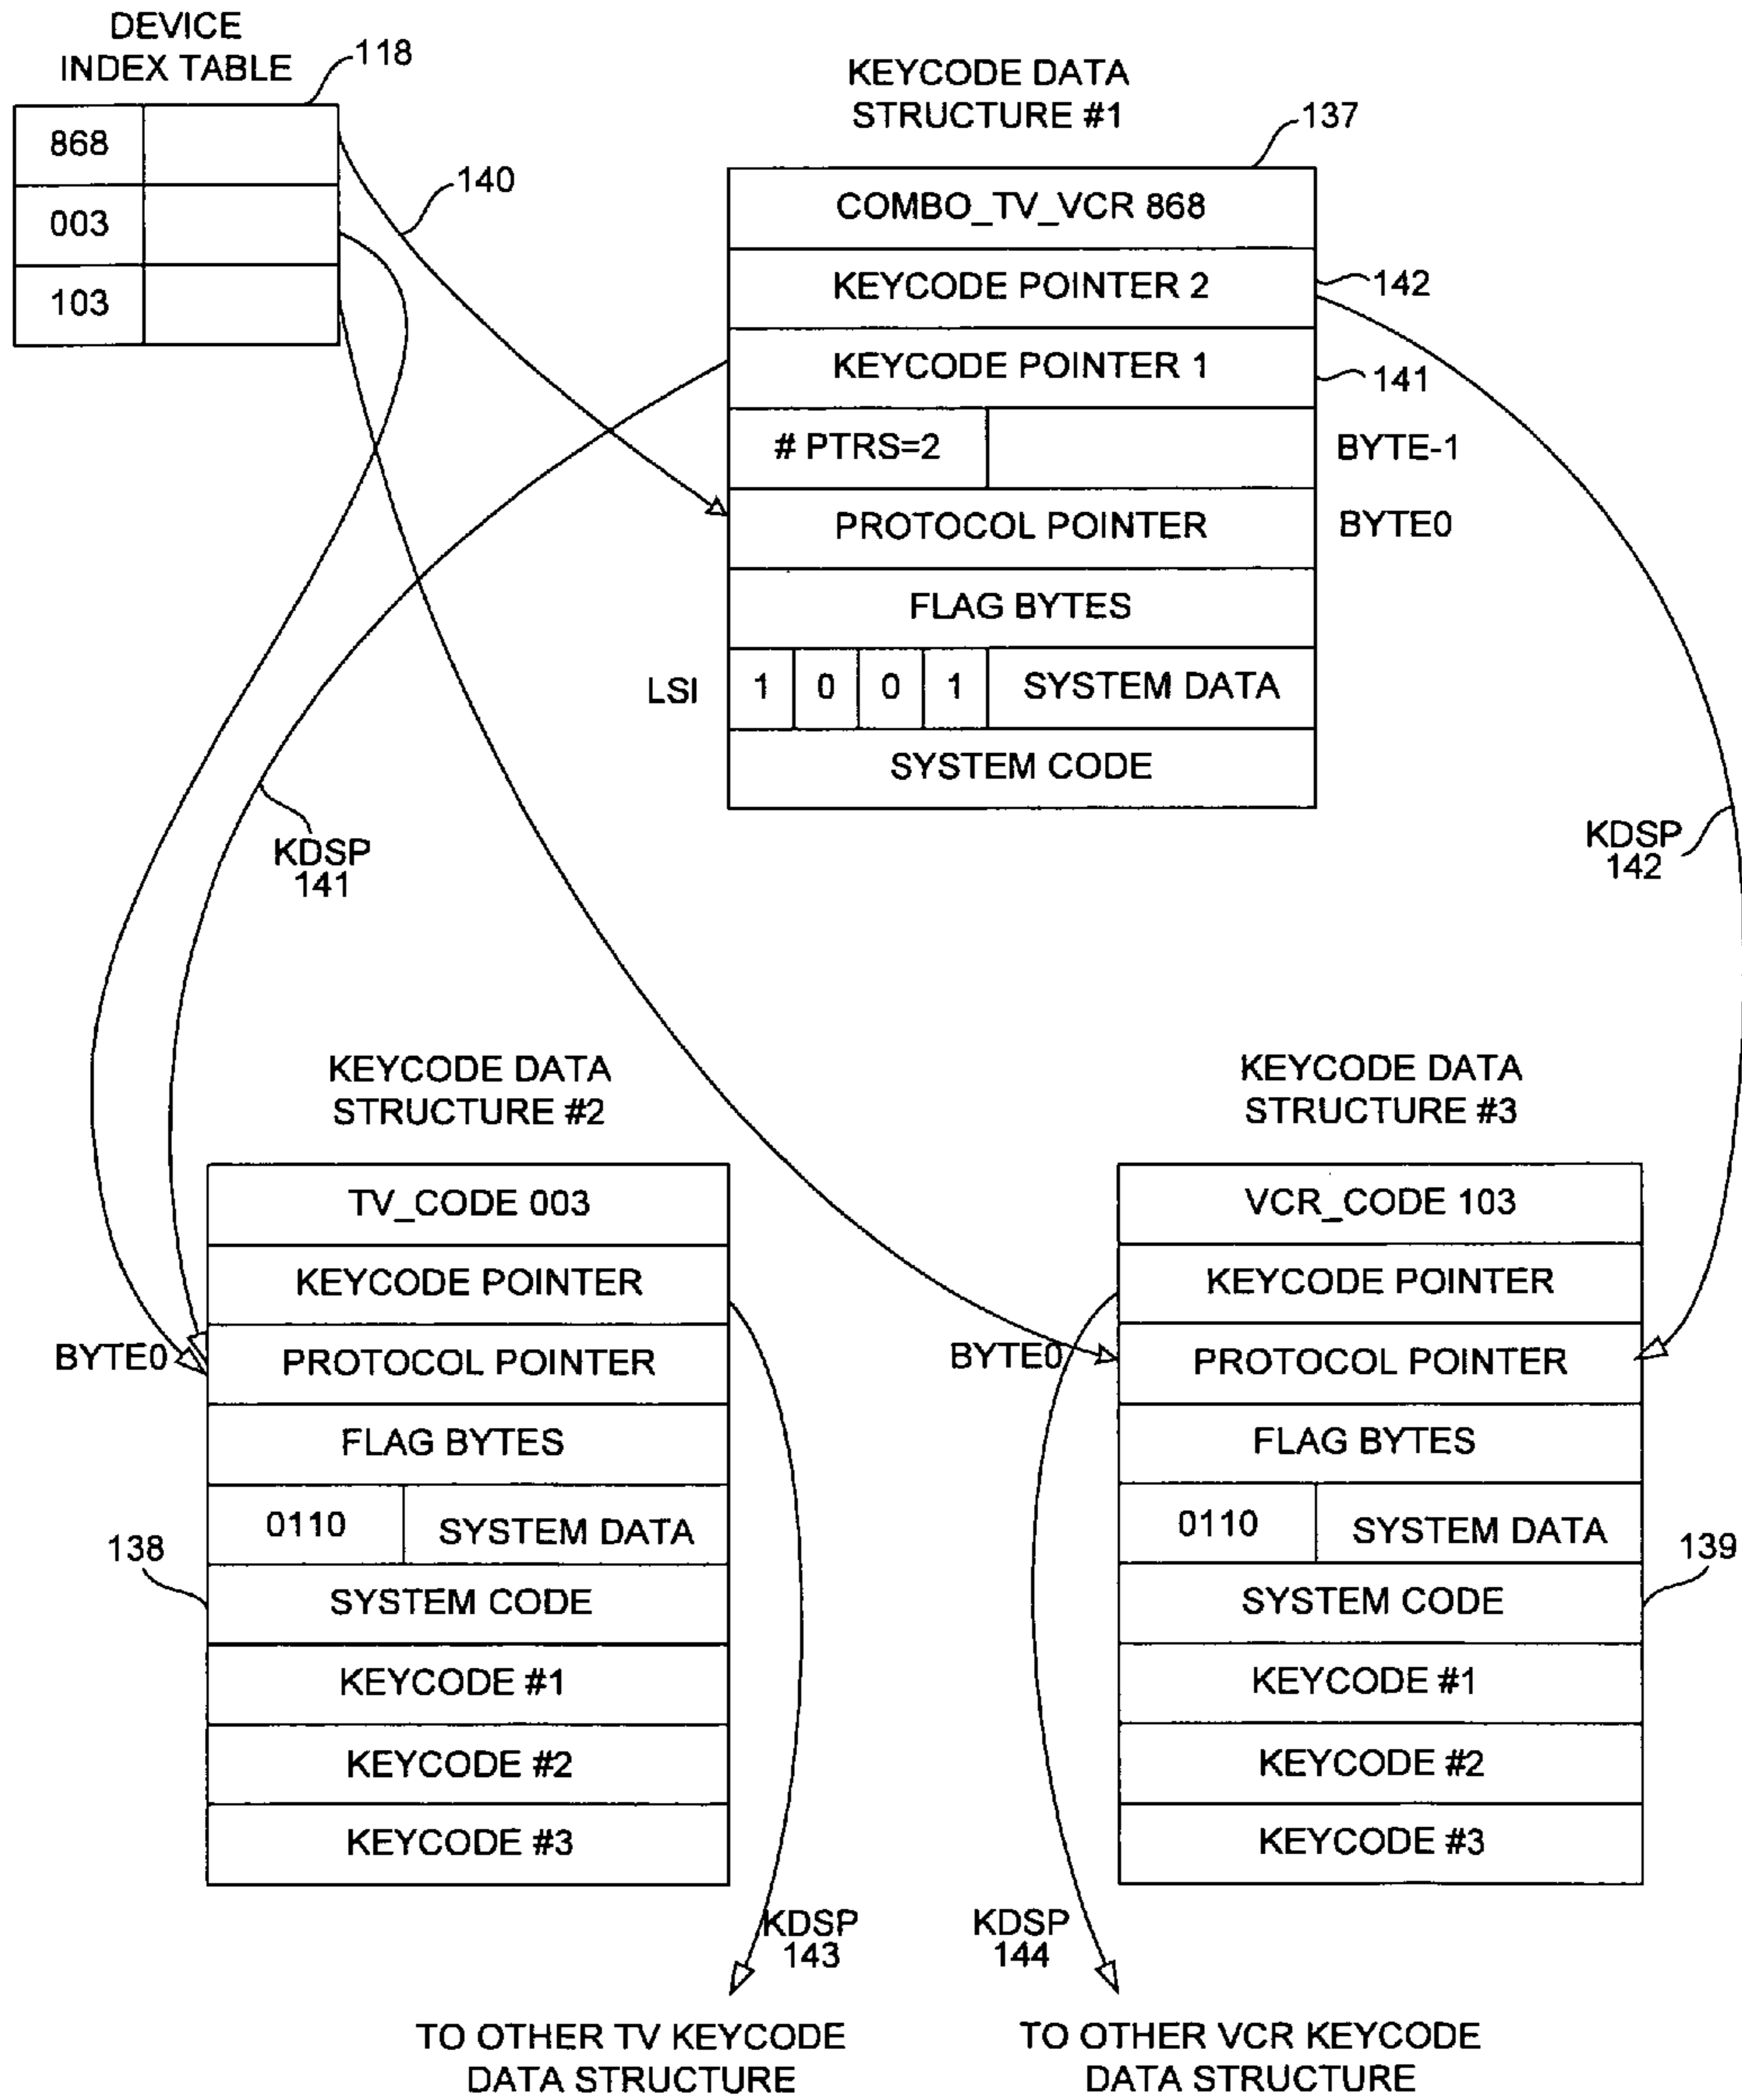 DEVICE
INDEX TABLE
118
868
003
103
140
KEYCODE DATA
STRUCTURE #1
137
COMBO_TV_VCR 868
KEYCODE POINTER 2
142
KEYCODE POINTER 1
141
# PTRS=2
BYTE-1
PROTOCOL POINTER
BYTE0
FLAG BYTES
LSI
1 0 0 1 SYSTEM DATA
SYSTEM CODE
KDSP
141
KDSP
142
KEYCODE DATA
STRUCTURE #2
TV_CODE 003
KEYCODE POINTER
BYTE0
PROTOCOL POINTER
FLAG BYTES
0110 SYSTEM DATA
138
SYSTEM CODE
KEYCODE #1
KEYCODE #2
KEYCODE #3
KDSP
143
TO OTHER TV KEYCODE
DATA STRUCTURE
KEYCODE DATA
STRUCTURE #3
VCR_CODE 103
KEYCODE POINTER
BYTE0
PROTOCOL POINTER
FLAG BYTES
0110 SYSTEM DATA
139
SYSTEM CODE
KEYCODE #1
KEYCODE #2
KEYCODE #3
KDSP
144
TO OTHER VCR KEYCODE
DATA STRUCTURE